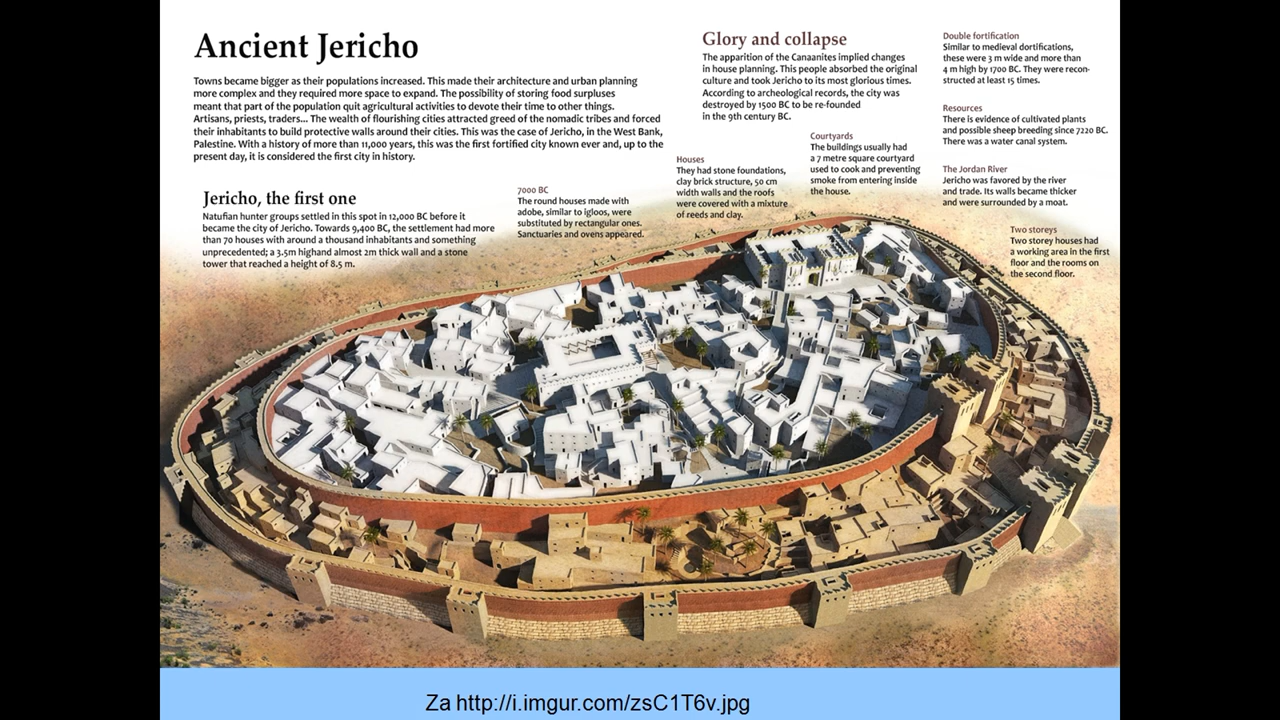 Ancient Jericho
Towns became bigger as their populations increased. This made their architecture and urban planning
more complex and they required more space to expand. The possibility of storing food surpluses
meant that part of the population quit agricultural activities to devote their time to other things.
Artisans, priests, traders... The wealth of flourishing cities attracted greed of the nomadic tribes and forced
their inhabitants to build protective walls around their cities. This was the case of Jericho, in the West Bank,
Palestine. With a history of more than 11,000 years, this was the first fortified city known ever and, up to the
present day, it is considered the first city in history.
Jericho, the first one
Natufian hunter groups settled in this spot in 12,000 BC before it
became the city of Jericho. Towards 9,400 BC, the settlement had more
than 70 houses with around a thousand inhabitants and something
unprecedented; a 3.5m highand almost 2m thick wall and a stone
tower that reached a height of 8.5 m.
7000 BC
The round houses made with
adobe, similar to igloos, were
substituted by rectangular ones.
Sanctuaries and ovens appeared.
Glory and collapse
The apparition of the Canaanites implied changes
in house planning. This people absorbed the original
culture and took Jericho to its most glorious times.
According to archeological records, the city was
destroyed by 1500 BC to be re-founded
in the 9th century BC.
Houses
They had stone foundations,
clay brick structure, 50 cm
width walls and the roofs
were covered with a mixture
of reeds and clay.
Courtyards
The buildings usually had
a 7 metre square courtyard
used to cook and preventing
smoke from entering inside
the house.
Double fortification
Similar to medieval dortifications,
these were 3 m wide and more than
4 m high by 1700 BC. They were recon-
structed at least 15 times.
Resources
There is evidence of cultivated plants
and possible sheep breeding since 7220 BC.
There was a water canal system.
The Jordan River
Jericho was favored by the river
and trade. Its walls became thicker
and were surrounded by a moat.
Two storeys
Two storey houses had
a working area in the first
floor and the rooms on
the second floor.
Za http://i.imgur.com/zsC1T6v.jpg